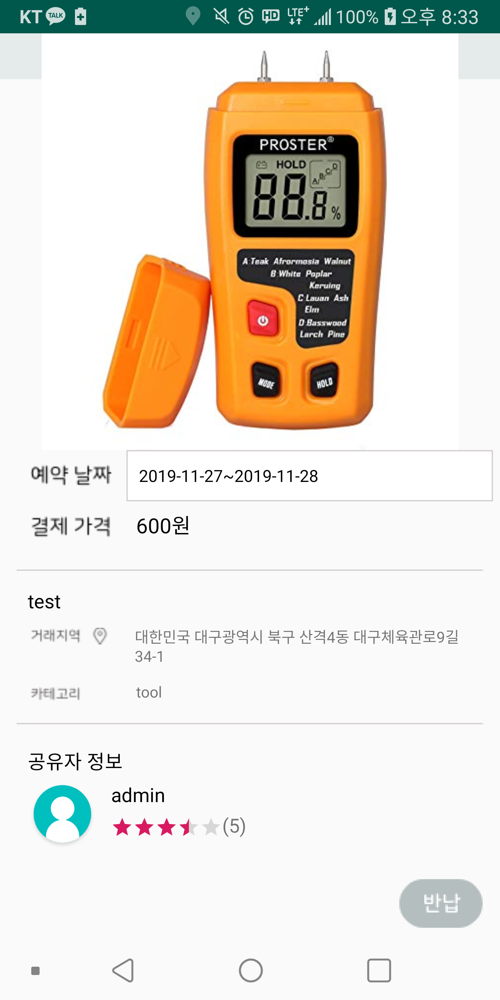 KT TALK HD LTE+ 100% 오후 8:33
PROSTER®
HOLD
A B C D
88.8 %
A:Teak Afrormosia Walnut
B:White Poplar
Keruing
C:Lauan Ash
Elm
D:Basswood
Larch Pine
MODE HOLD
예약 날짜 2019-11-27~2019-11-28
결제 가격 600원
test
거래지역 대한민국 대구광역시 북구 산격4동 대구체육관로9길
34-1
카테고리 tool
공유자 정보
admin
(5)
반납